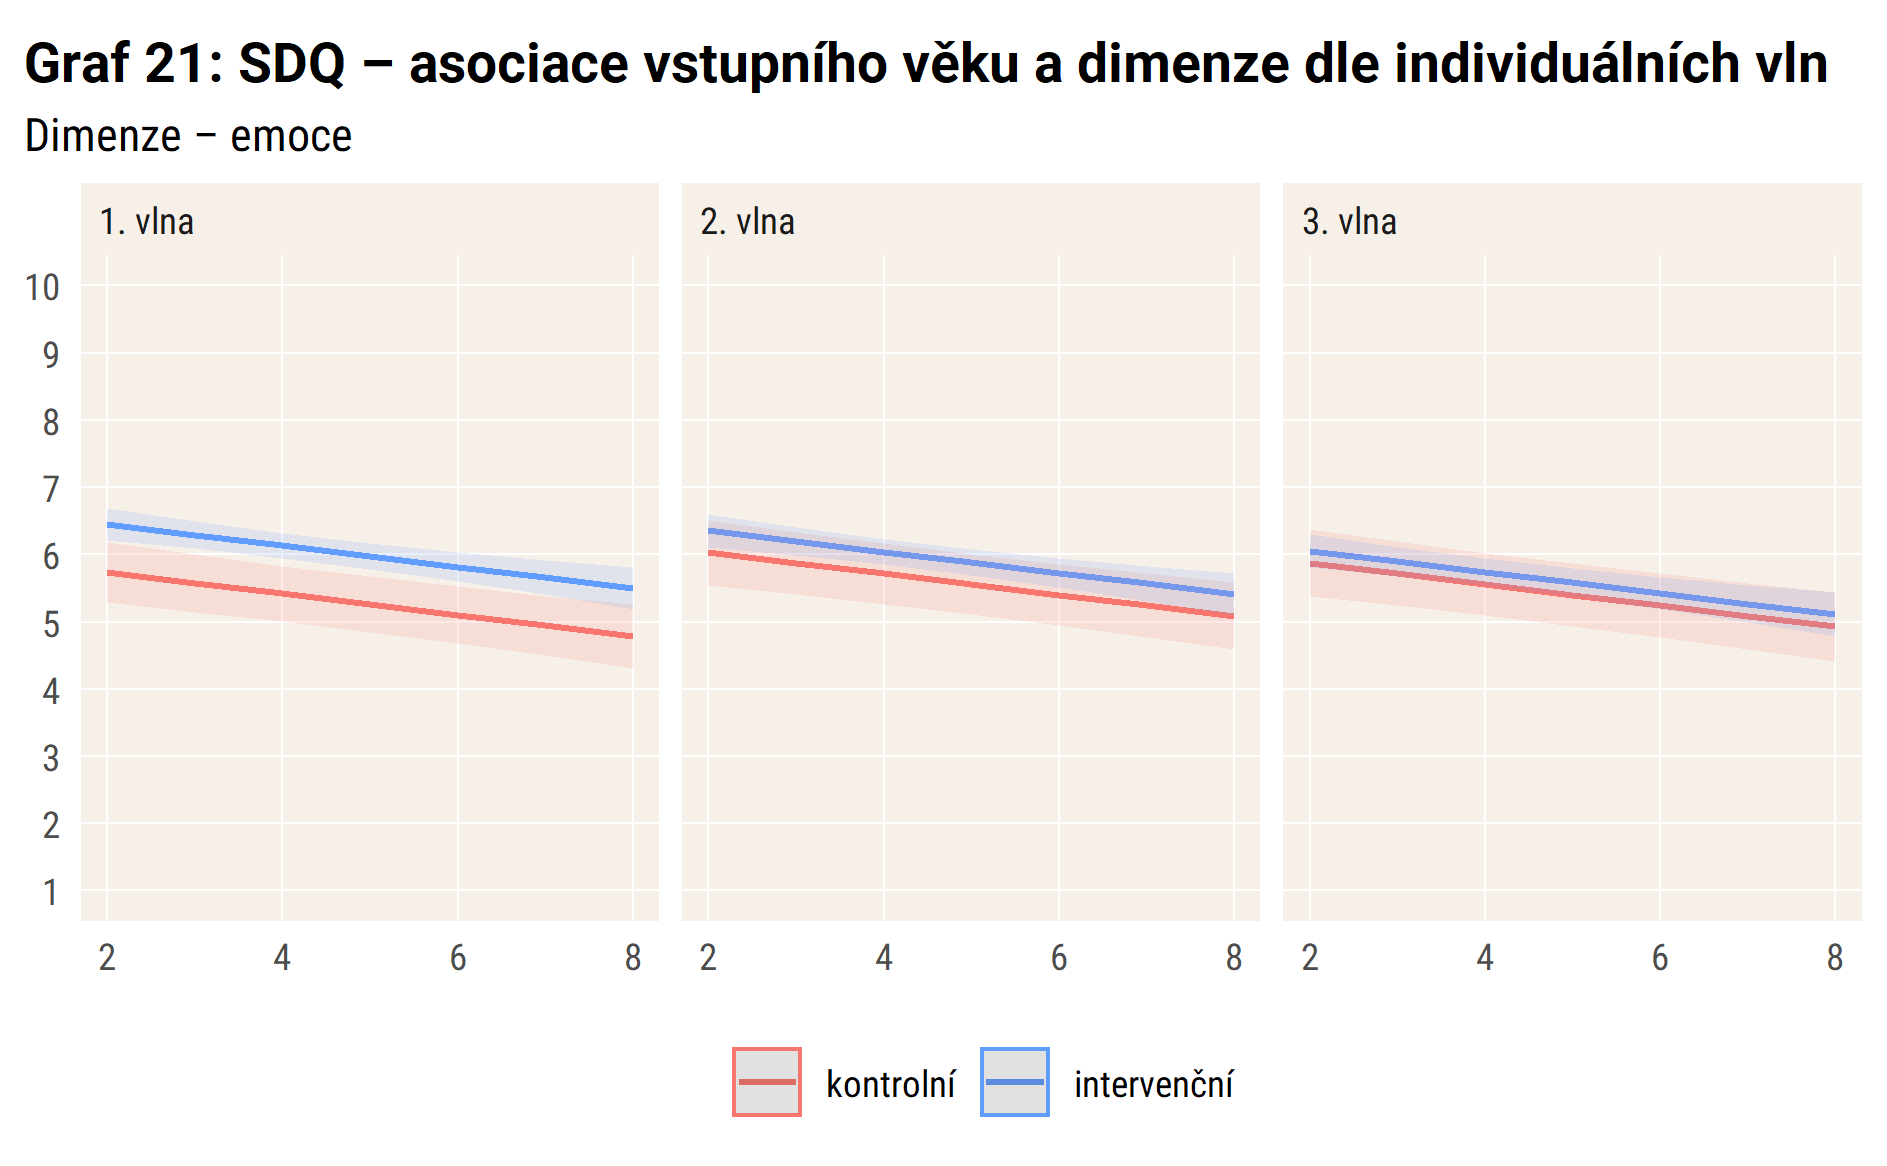 Graf 21: SDQ – asociace vstupního věku a dimenze dle individuálních vln
Dimenze – emoce
1. vlna
2. vlna
3. vlna
10
9
8
7
6
5
4
3
2
1
2 4 6 8
2 4 6 8
2 4 6 8
kontrolní
intervenční